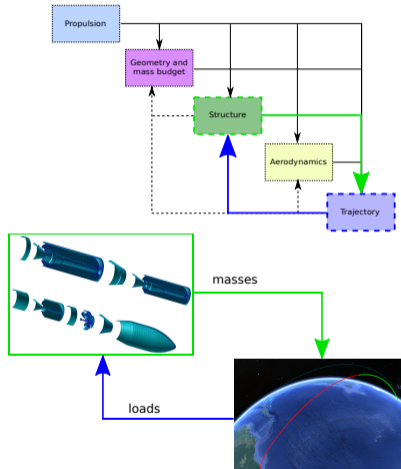 Propulsion
Geometry and
mass budget
Structure
Aerodynamics
Trajectory
masses
loads